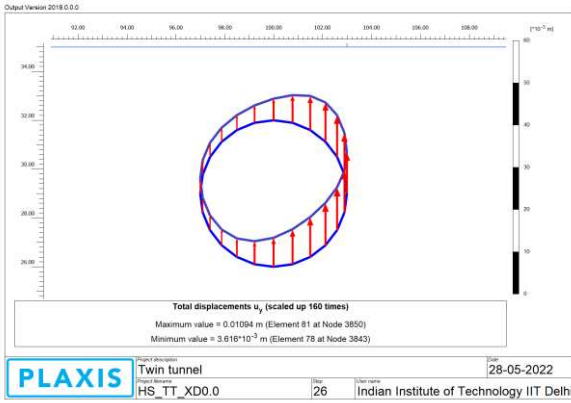 Output Version 2019.0.0.0
92.00 94.00 96.00 98.00 100.00 102.00 104.00 106.00 108.00
[*10⁻³ m]
34.00
32.00
30.00
28.00
26.00
60
50
40
30
20
10
0
Total displacements uy (scaled up 160 times)
Maximum value = 0.01094 m (Element 81 at Node 3850)
Minimum value = 3.616*10⁻³ m (Element 78 at Node 3843)
PLAXIS
Project description
Twin tunnel
Date
28-05-2022
Project filename
HS_TT_XD0.0
Step
26
User name
Indian Institute of Technology IIT Delhi